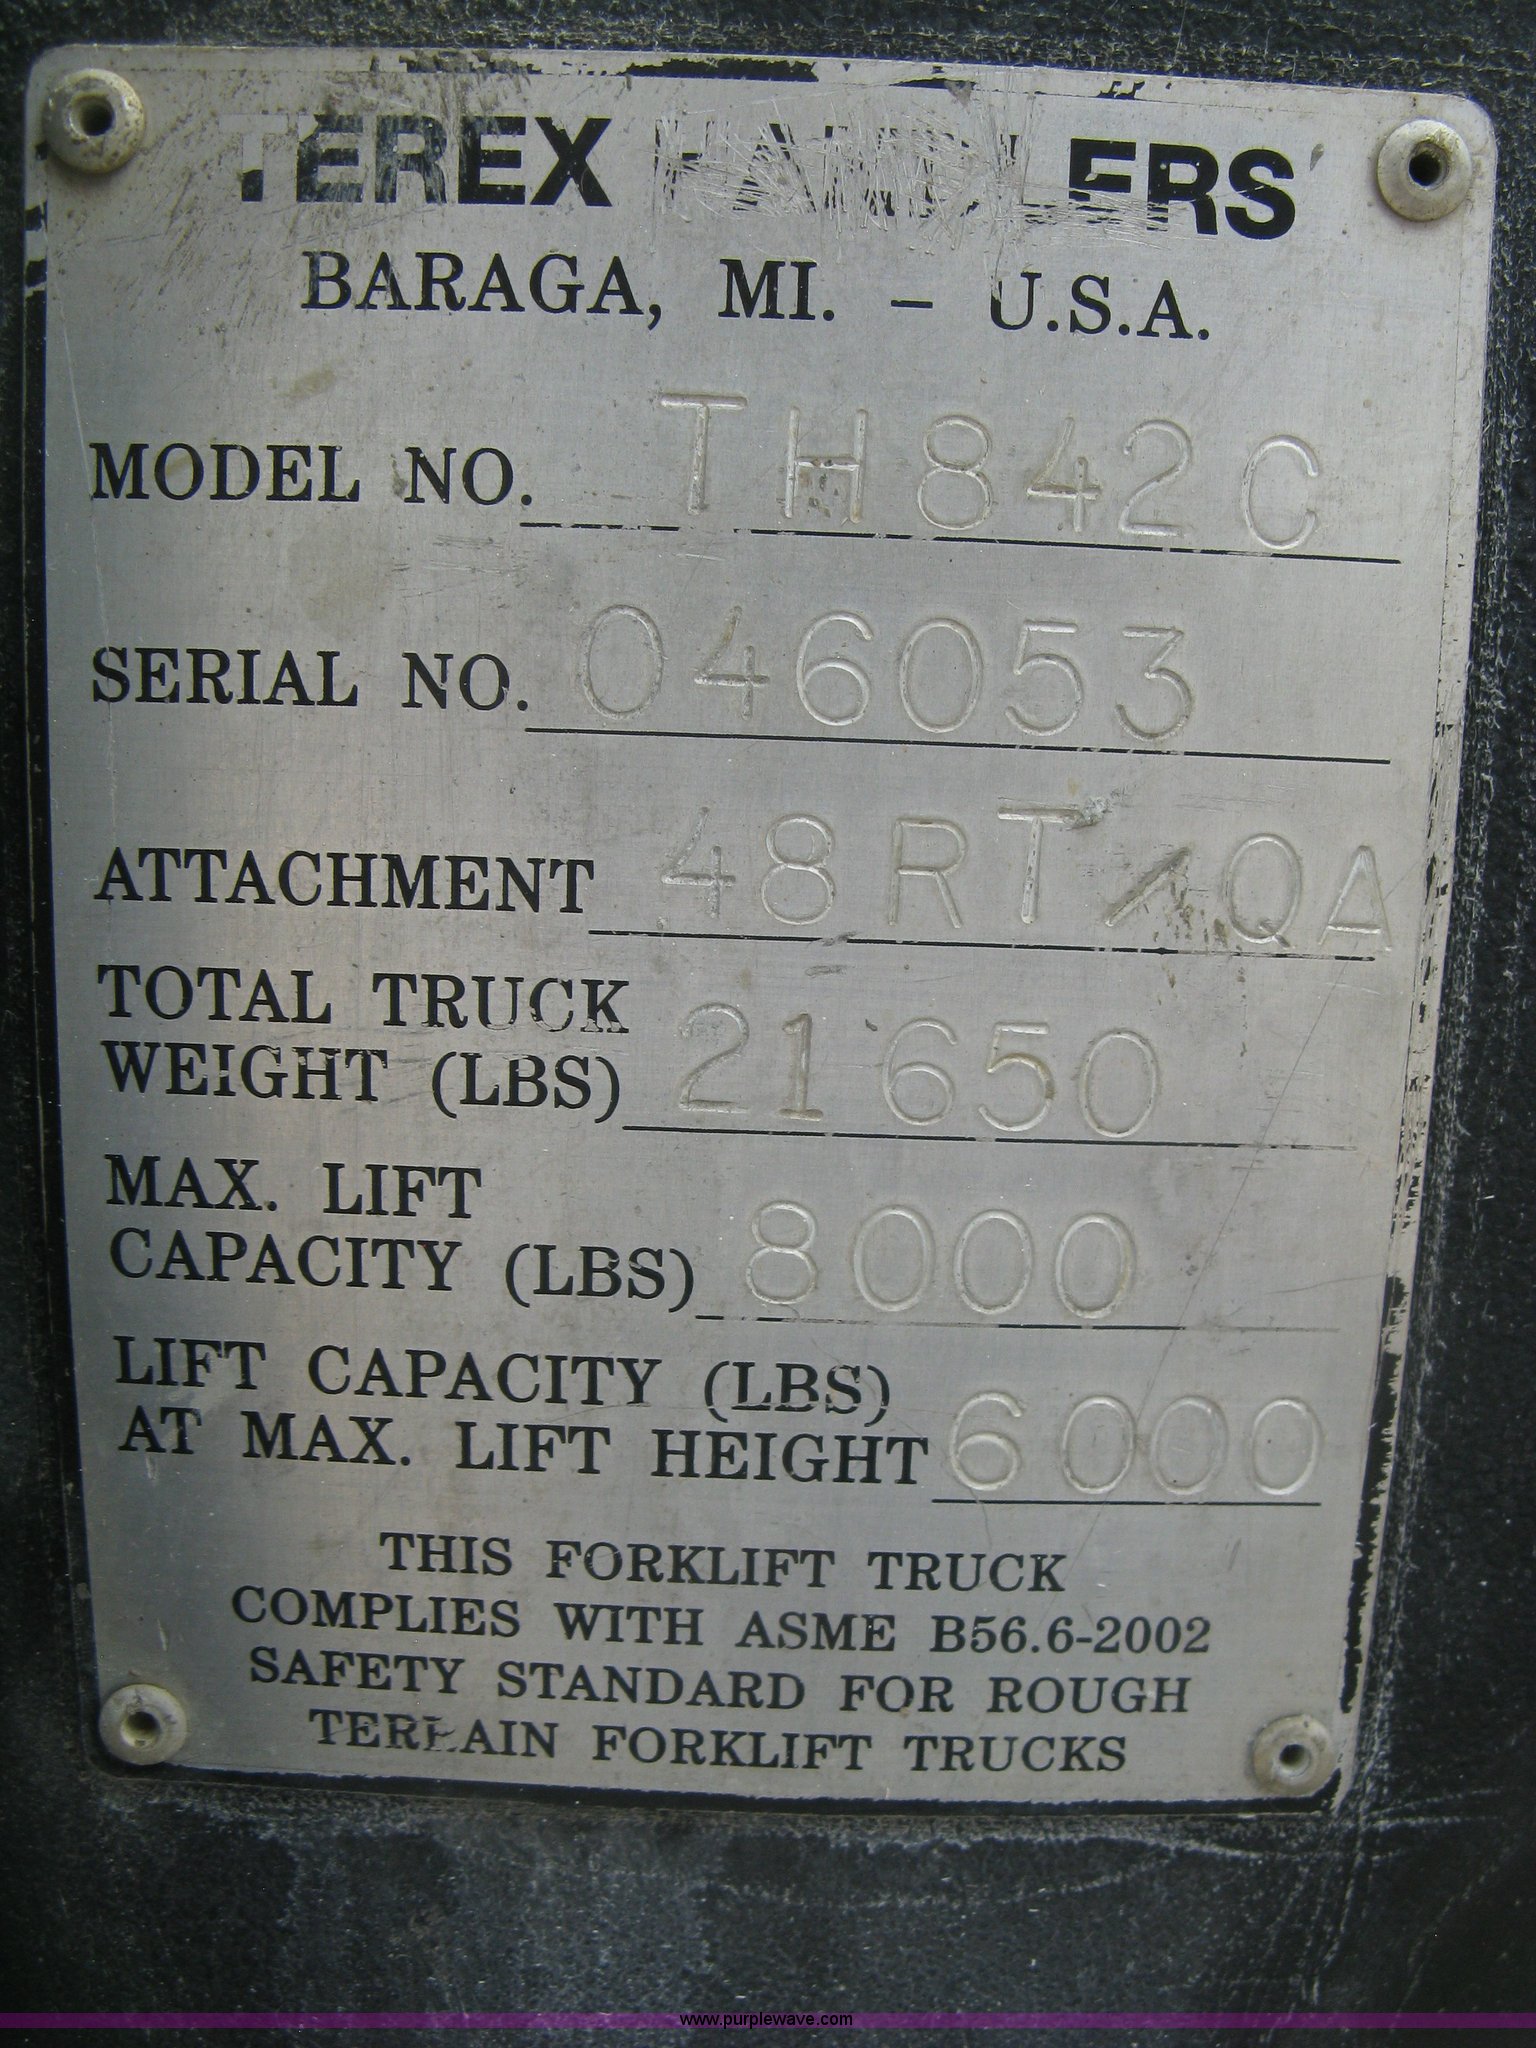 TEREX HANDLERS
BARAGA, MI. - U.S.A.
MODEL NO. TH842C
SERIAL NO. 046053
ATTACHMENT 48RT/QA
TOTAL TRUCK
WEIGHT (LBS) 21650
MAX. LIFT
CAPACITY (LBS) 8000
LIFT CAPACITY (LBS)
AT MAX. LIFT HEIGHT 6000
THIS FORKLIFT TRUCK
COMPLIES WITH ASME B56.6-2002
SAFETY STANDARD FOR ROUGH
TERRAIN FORKLIFT TRUCKS
www.purplewave.com